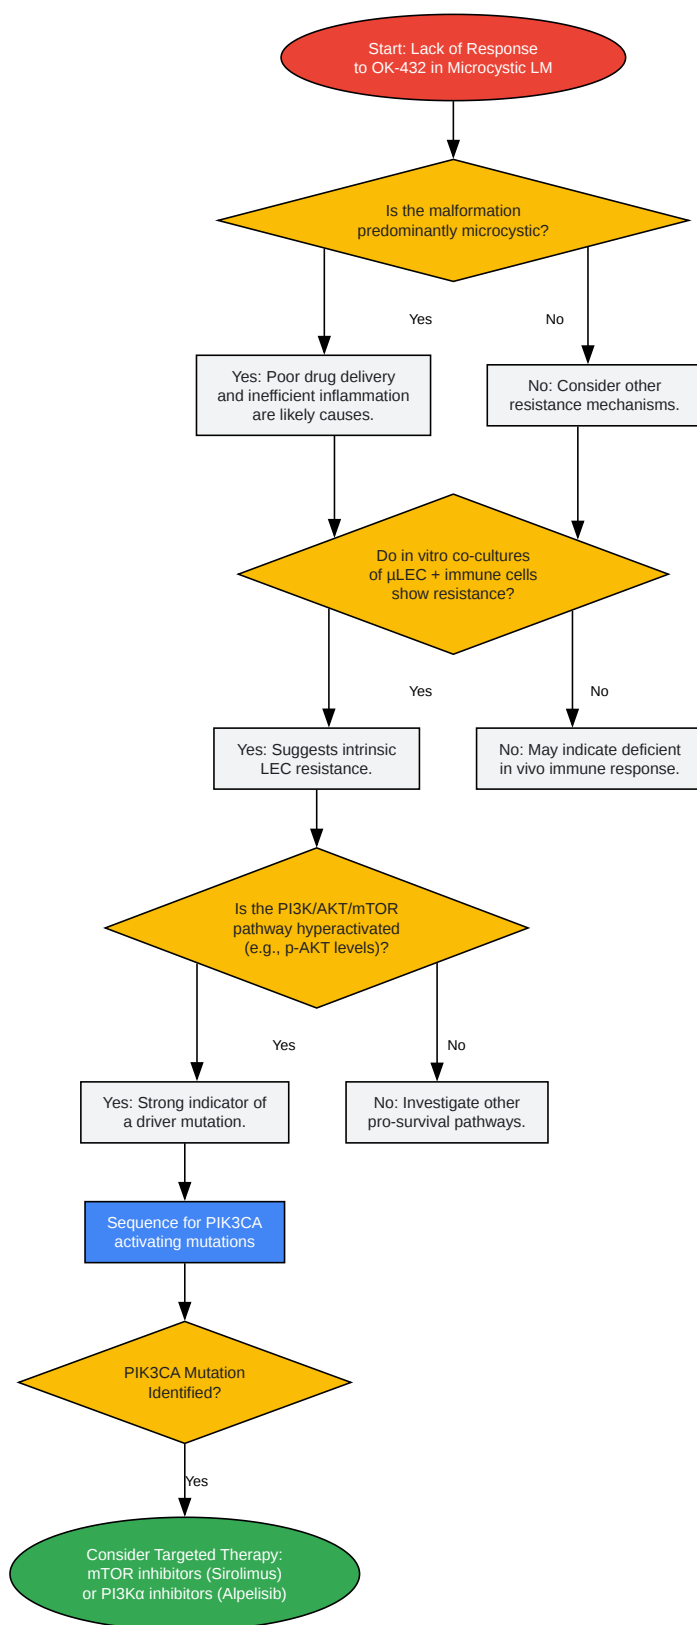 Start: Lack of Response
to OK-432 in Microcystic LM
Is the malformation
predominantly microcystic?
Yes
No
Yes: Poor drug delivery
and inefficient inflammation
are likely causes.
No: Consider other
resistance mechanisms.
Do in vitro co-cultures
of µLEC + immune cells
show resistance?
Yes
No
Yes: Suggests intrinsic
LEC resistance.
No: May indicate deficient
in vivo immune response.
Is the PI3K/AKT/mTOR
pathway hyperactivated
(e.g., p-AKT levels)?
Yes
No
Yes: Strong indicator of
a driver mutation.
No: Investigate other
pro-survival pathways.
Sequence for PIK3CA
activating mutations
PIK3CA Mutation
Identified?
Yes
Consider Targeted Therapy:
mTOR inhibitors (Sirolimus)
or PI3Kα inhibitors (Alpelisib)